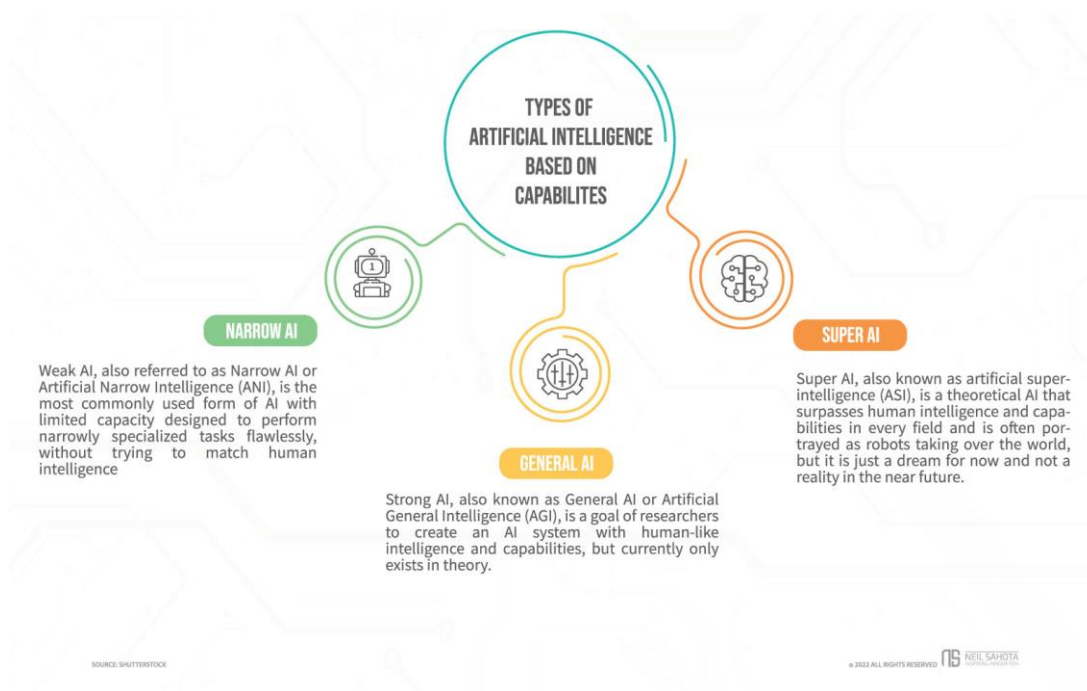 TYPES OF
ARTIFICIAL INTELLIGENCE
BASED ON
CAPABILITES
1
NARROW AI
Weak AI, also referred to as Narrow AI or
Artificial Narrow Intelligence (ANI), is the
most commonly used form of AI with
limited capacity designed to perform
narrowly specialized tasks flawlessly,
without trying to match human
intelligence
GENERAL AI
Strong AI, also known as General AI or Artificial
General Intelligence (AGI), is a goal of researchers
to create an AI system with human-like
intelligence and capabilities, but currently only
exists in theory.
SUPER AI
Super AI, also known as artificial super-
intelligence (ASI), is a theoretical AI that
surpasses human intelligence and capa-
bilities in every field and is often por-
trayed as robots taking over the world,
but it is just a dream for now and not a
reality in the near future.
SOURCE: SHUTTERSTOCK
© 2022 ALL RIGHTS RESERVED
NS
NEIL SAHOTA